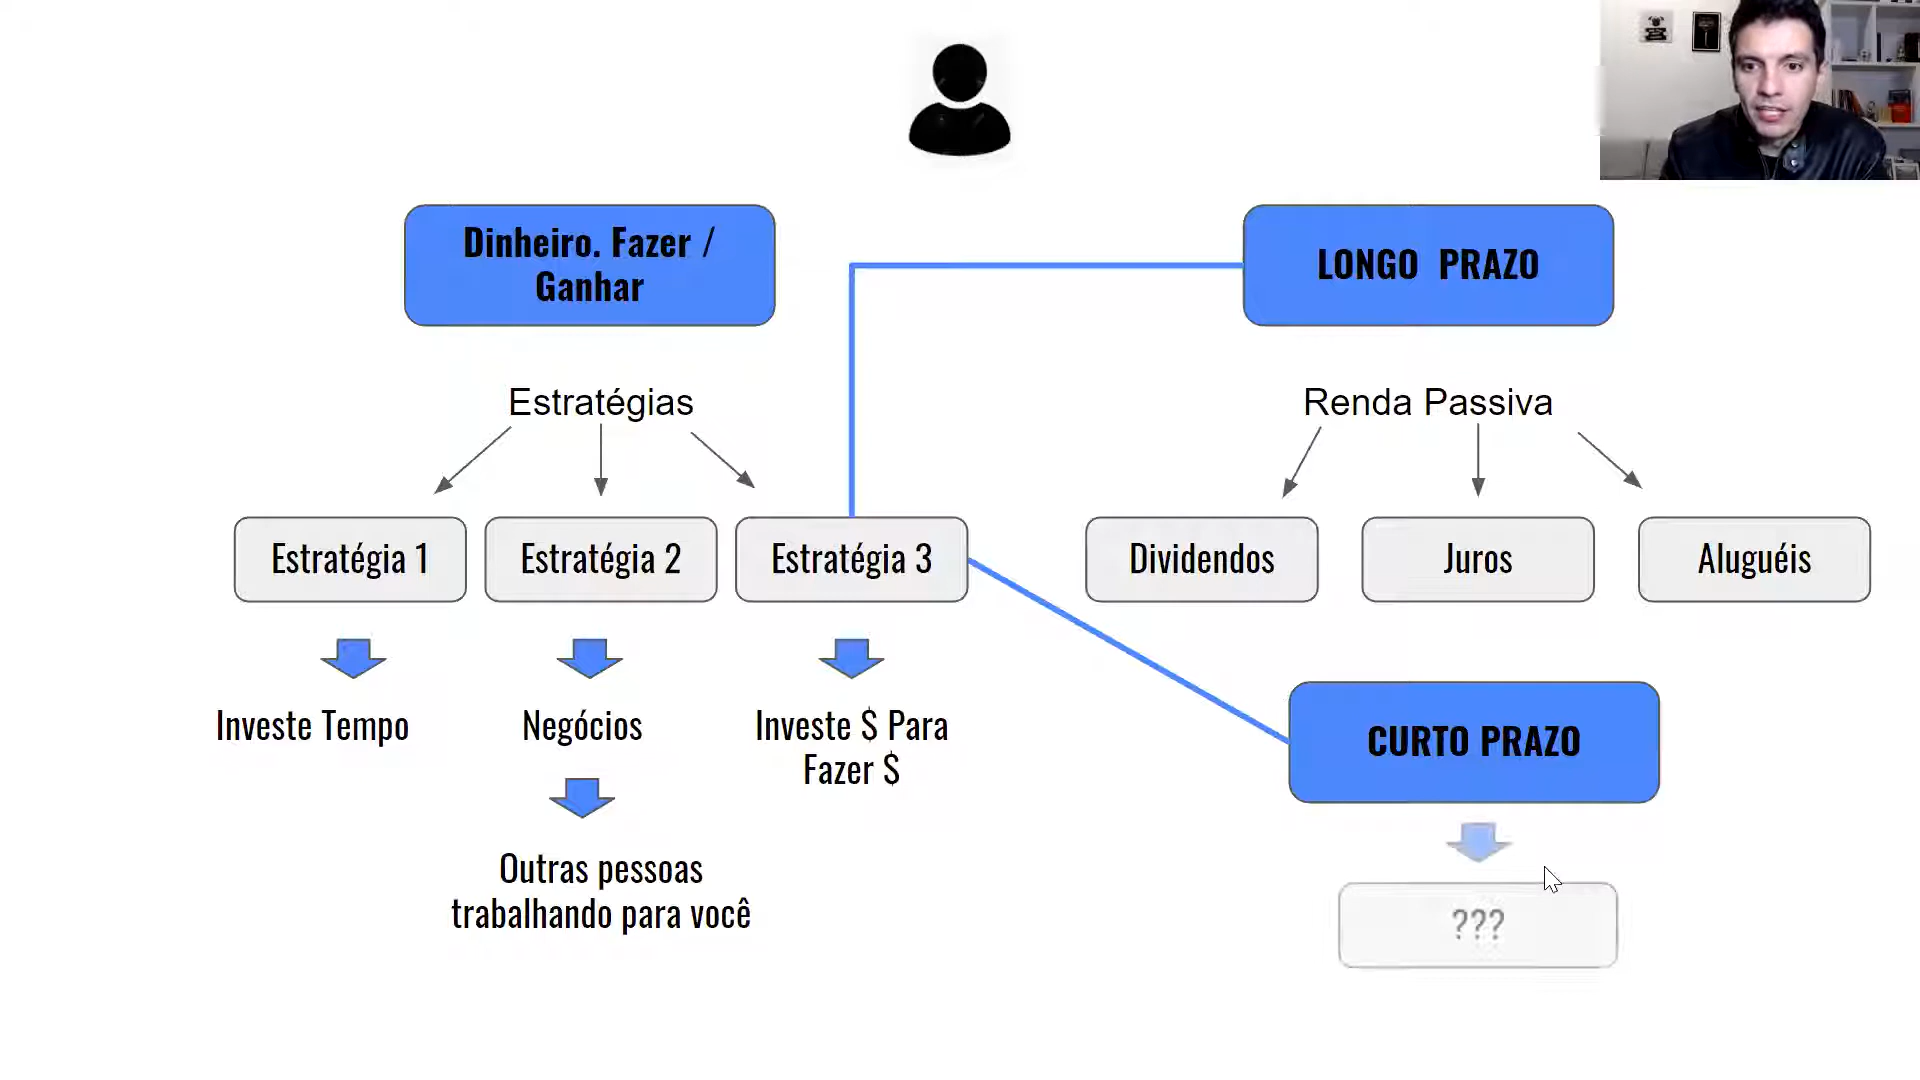 Dinheiro. Fazer /
Ganhar
LONGO PRAZO
Estratégias
Renda Passiva
Estratégia 1
Estratégia 2
Estratégia 3
Dividendos
Juros
Aluguéis
Investe Tempo
Negócios
Investe $ Para
Fazer $
CURTO PRAZO
Outras pessoas
trabalhando para você
???